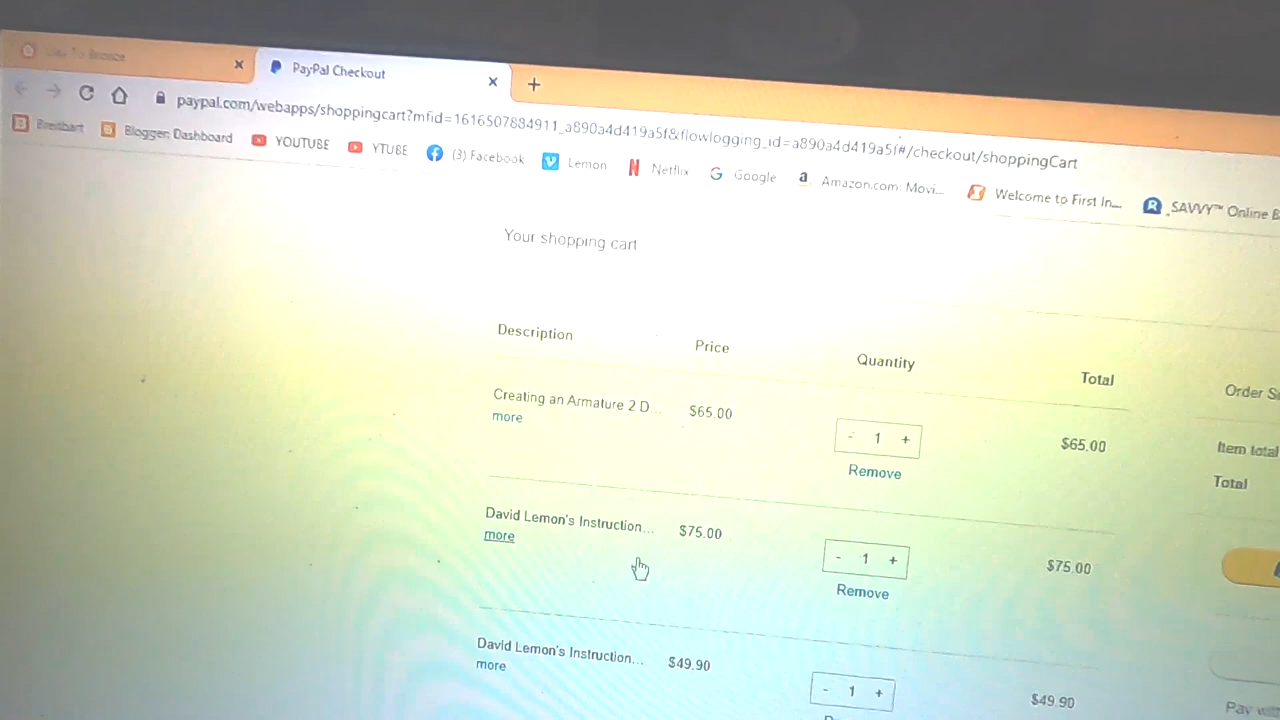 Clay To Bronze
PayPal Checkout
paypal.com/webapps/shoppingcart?mfid=1616507884911_a890a4d419a5f&flowlogging_id=a890a4d419a5f#/checkout/shoppingCart
Breitbart
Blogger: Dashboard
YOUTUBE
YTUBE
(3) Facebook
Lemon
Netflix
Google
Amazon.com: Movi...
Welcome to First In...
SAVVY™ Online B
Your shopping cart
Description Price Quantity Total
Creating an Armature 2 D... $65.00 - 1 + $65.00
more
Remove
David Lemon's Instruction... $75.00 - 1 + $75.00
more
Remove
David Lemon's Instruction... $49.90 - 1 + $49.90
more
Order S
Item total
Total
Pay wit